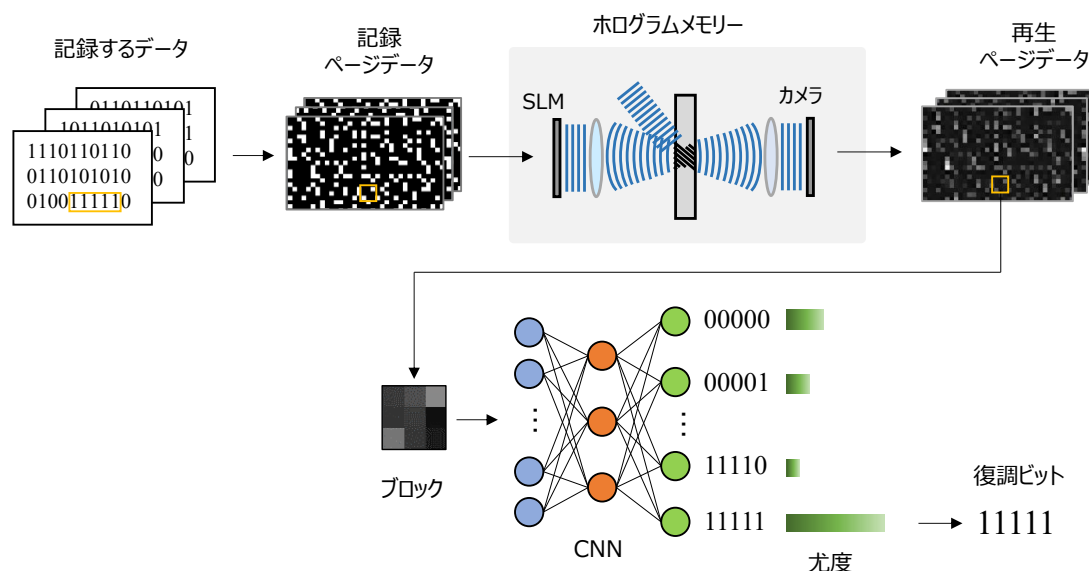 記録するデータ
0110110101
1
0
1011010101
0
0
1110110110
0110101010
0100111110
記録
ページデータ
ホログラムメモリー
SLM
カメラ
再生
ページデータ
ブロック
CNN
00000
00001
⋮
11110
11111
尤度
復調ビット
11111